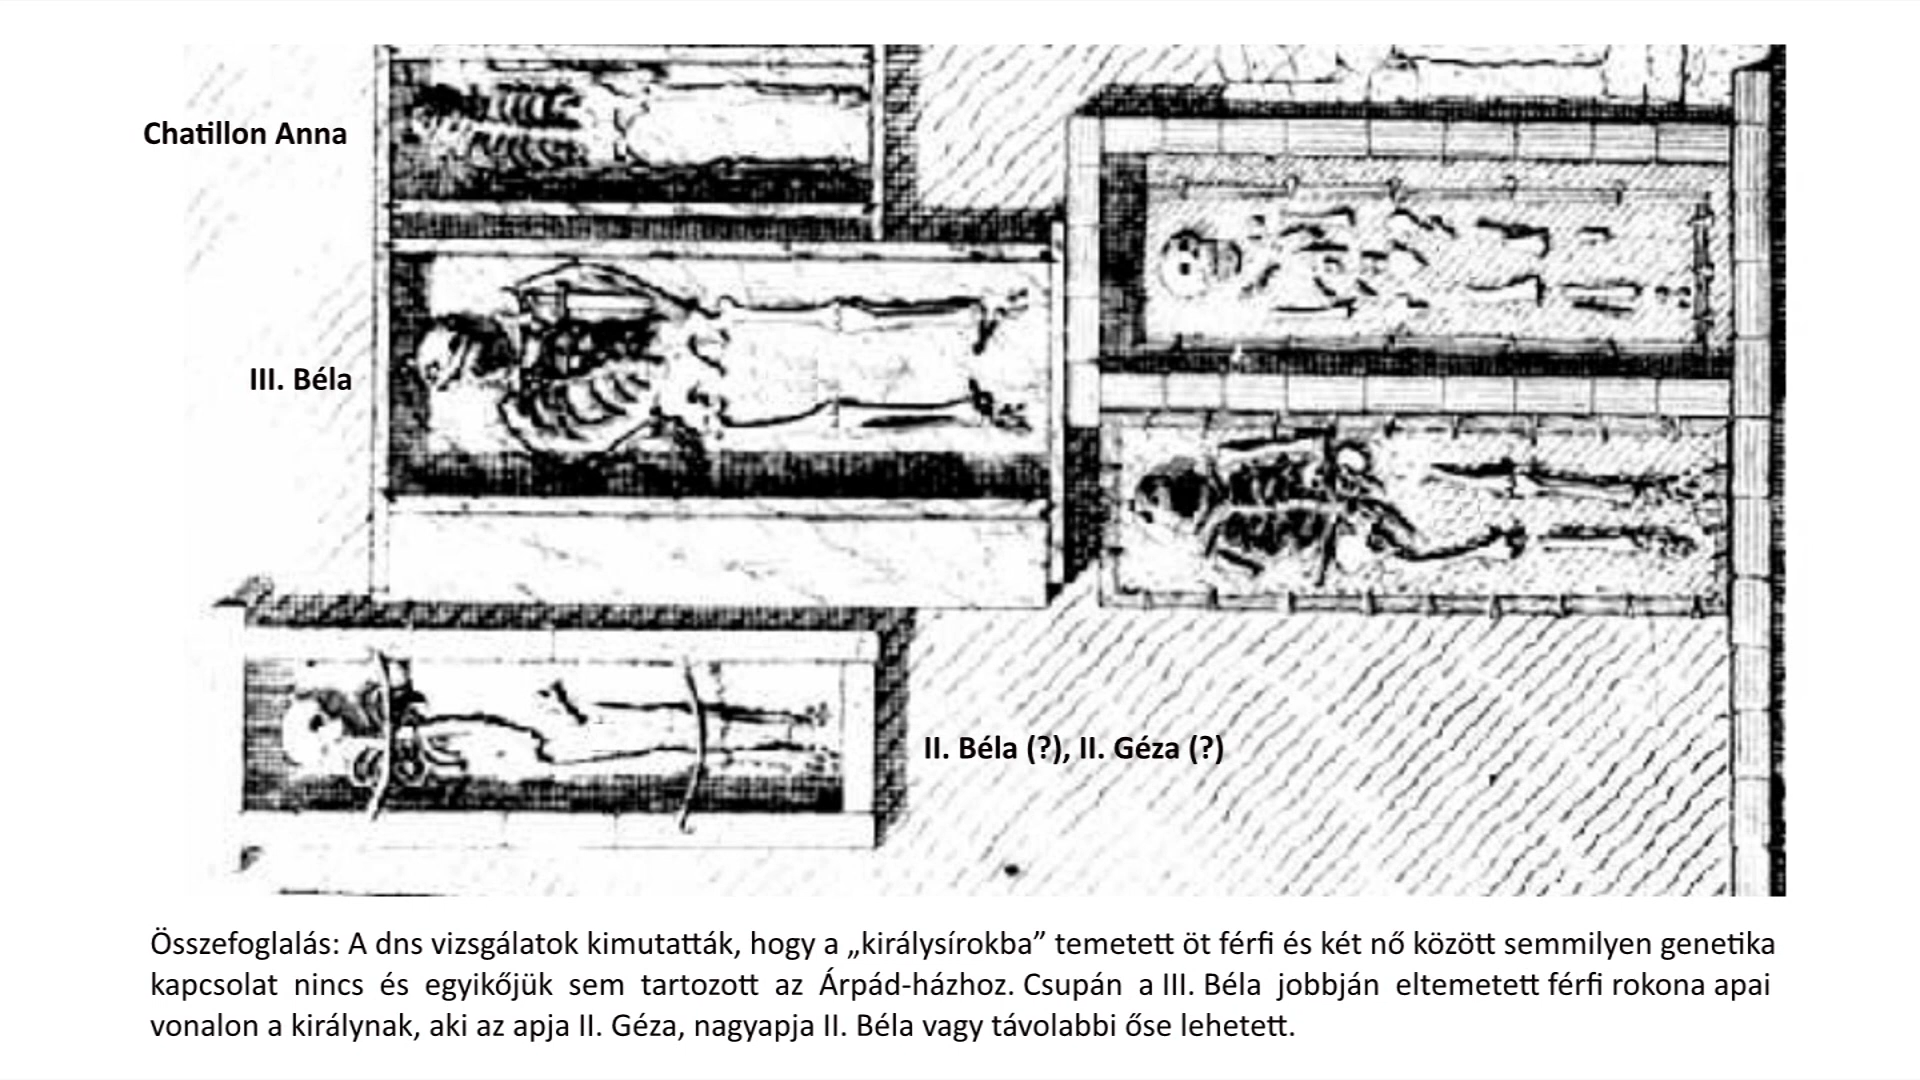 Chatillon Anna
III. Béla
II. Béla (?), II. Géza (?)
Összefoglalás: A dns vizsgálatok kimutatták, hogy a „királysírokba” temetett öt férfi és két nő között semmilyen genetika
kapcsolat nincs és egyikőjük sem tartozott az Árpád-házhoz. Csupán a III. Béla jobbján eltemetett férfi rokona apai
vonalon a királynak, aki az apja II. Géza, nagyapja II. Béla vagy távolabbi őse lehetett.